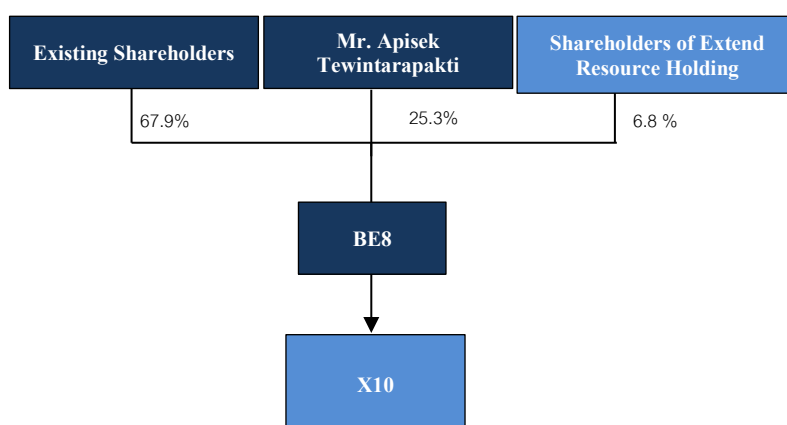 Existing Shareholders
Mr. Apisek
Tewintarapakti
Shareholders of Extend
Resource Holding
67.9%
25.3%
6.8 %
BE8
X10